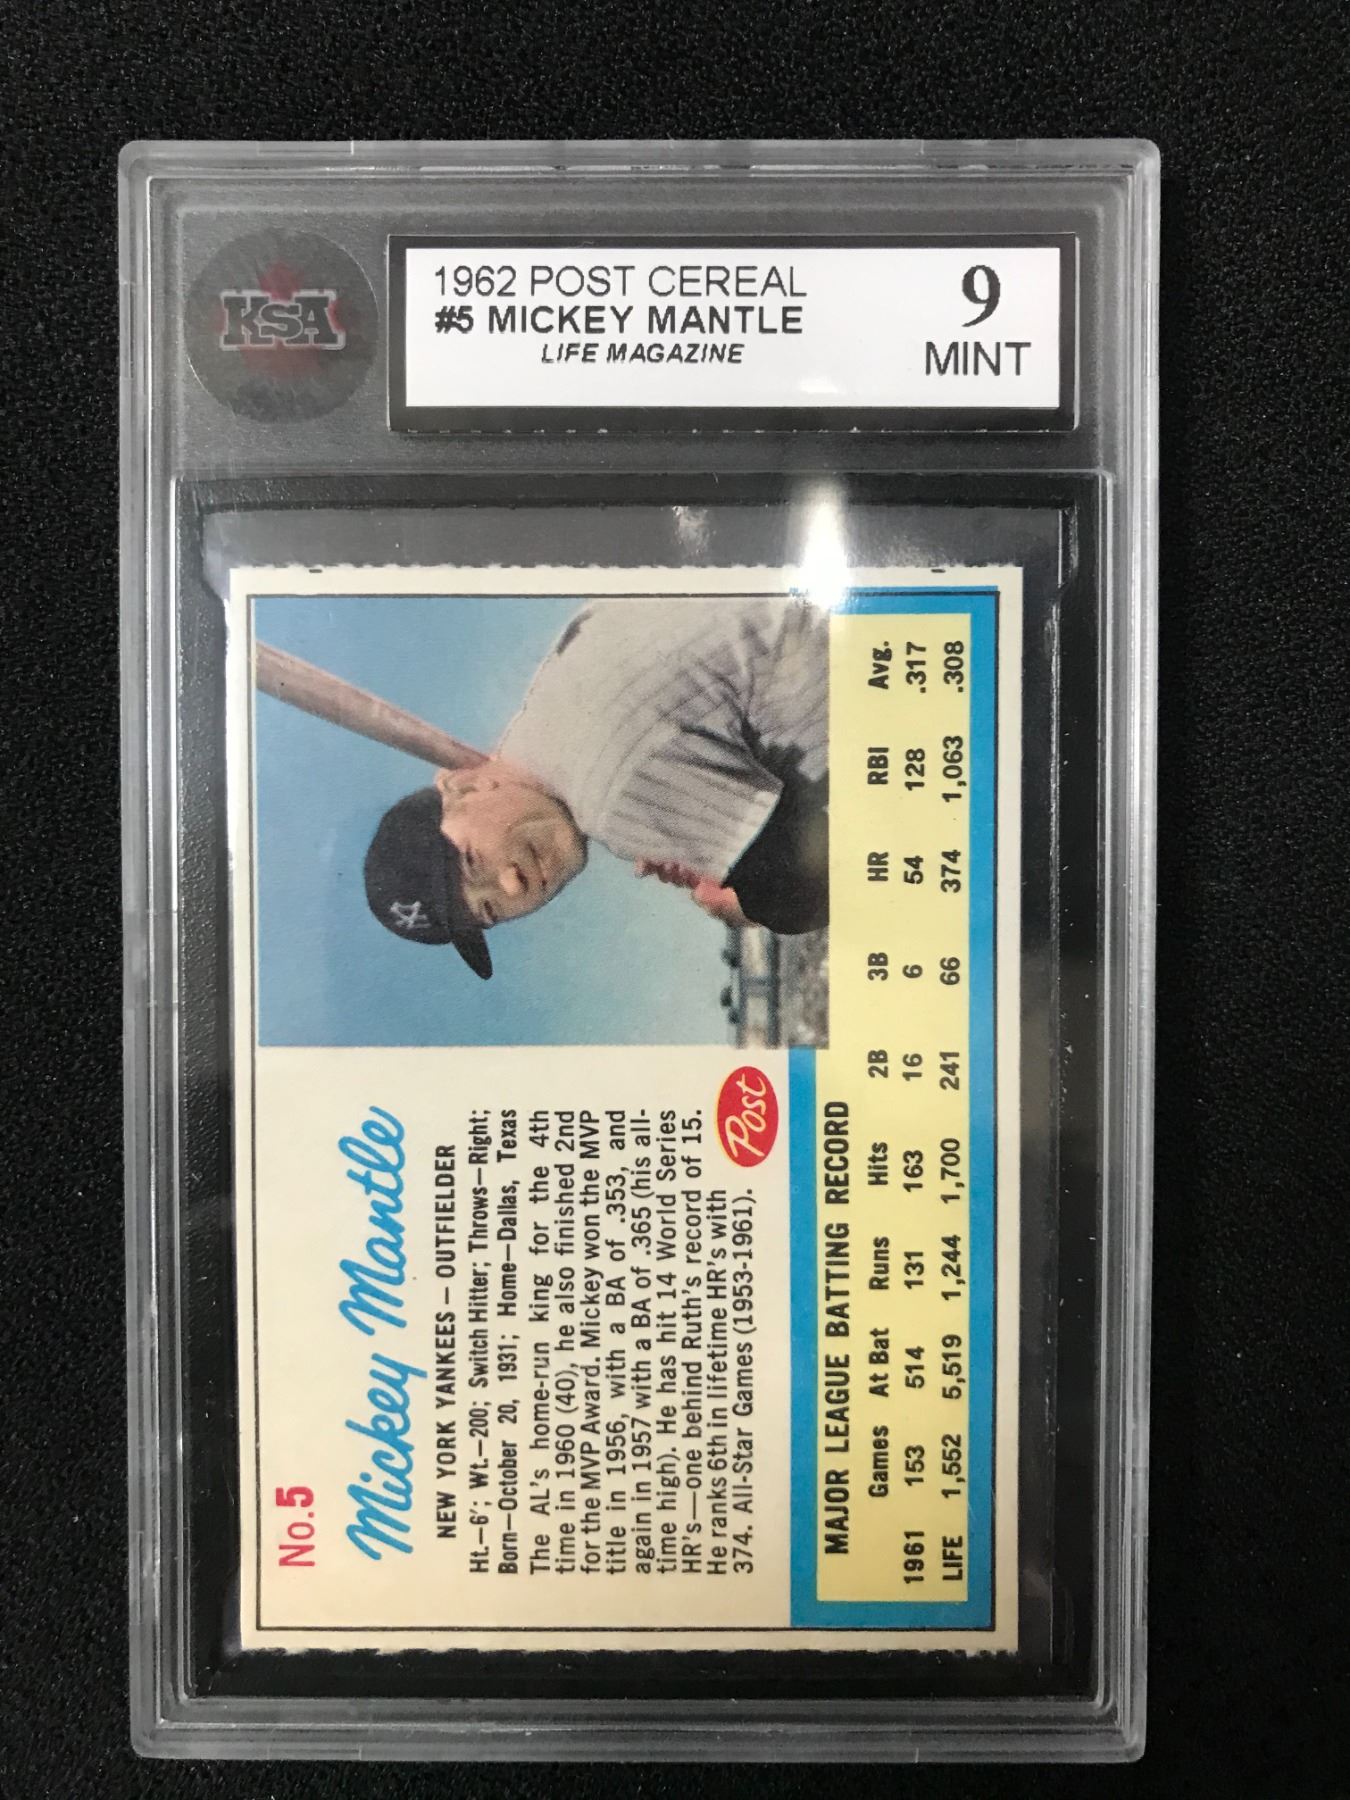 KSA
1962 POST CEREAL
#5 MICKEY MANTLE
LIFE MAGAZINE
9
MINT
No.5
Mickey Mantle
NEW YORK YANKEES – OUTFIELDER
Ht.—6'; Wt.—200; Switch Hitter; Throws—Right;
Born—October 20, 1931; Home—Dallas, Texas
The AL's home-run king for the 4th
time in 1960 (40), he also finished 2nd
for the MVP Award. Mickey won the MVP
title in 1956, with a BA of .353, and
again in 1957 with a BA of .365 (his all-
time high). He has hit 14 World Series
HR's—one behind Ruth's record of 15.
He ranks 6th in lifetime HR's with
374. All-Star Games (1953-1961).
Post
MAJOR LEAGUE BATTING RECORD
Games At Bat Runs Hits 2B 3B HR RBI Avg.
1961 153 514 131 163 16 6 54 128 .317
LIFE 1,552 5,519 1,244 1,700 241 66 374 1,063 .308